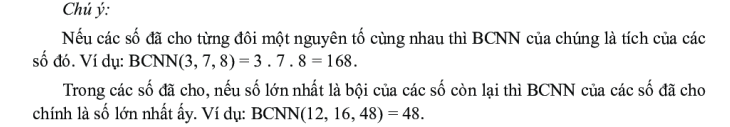 Chú ý:
Nếu các số đã cho từng đôi một nguyên tố cùng nhau thì BCNN của chúng là tích của các
số đó. Ví dụ: BCNN(3, 7, 8) = 3 . 7 . 8 = 168.
Trong các số đã cho, nếu số lớn nhất là bội của các số còn lại thì BCNN của các số đã cho
chính là số lớn nhất ấy. Ví dụ: BCNN(12, 16, 48) = 48.